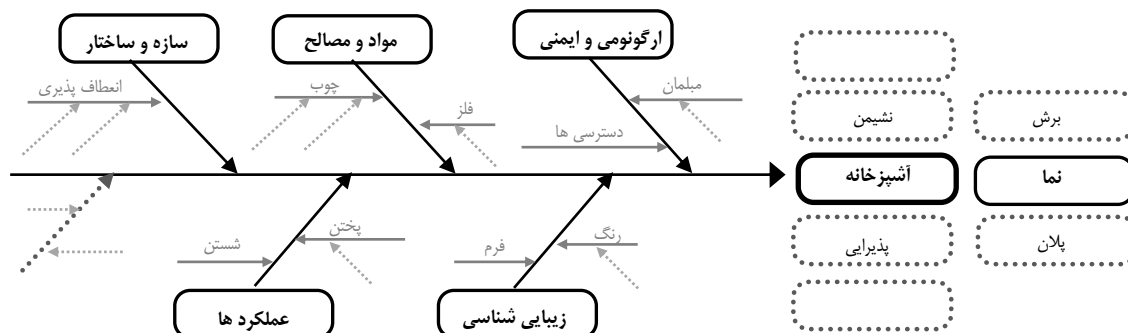 سازه و ساختار
مواد و مصالح
ارگونومی و ایمنی
انعطاف پذیری
چوب
فلز
مبلمان
دسترسی ها
نشیمن
برش
آشپزخانه
نما
پذیرایی
پلان
شستن
پختن
فرم
رنگ
عملکرد ها
زیبایی شناسی